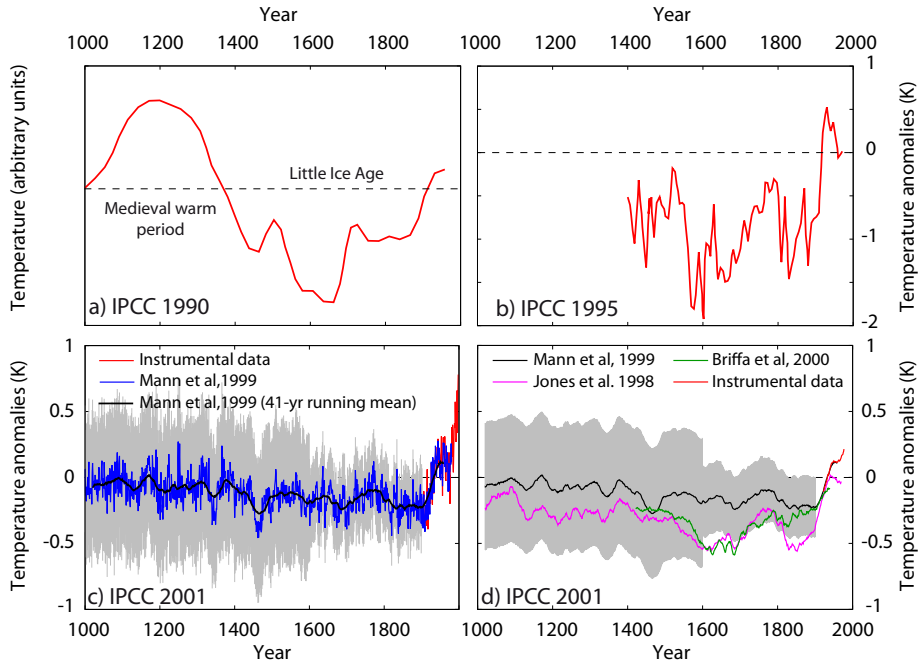 Year
Year
1000 1200 1400 1600 1800
1000 1200 1400 1600 1800 2000
Temperature (arbitrary units)
Little Ice Age
Medieval warm
period
a) IPCC 1990
1
0
-1
-2
Temperature anomalies (K)
b) IPCC 1995
Temperature anomalies (K)
1
0.5
0
-0.5
-1
Instrumental data
Mann et al,1999
Mann et al,1999 (41-yr running mean)
c) IPCC 2001
1000 1200 1400 1600 1800
Year
Mann et al, 1999
Jones et al. 1998
Briffa et al, 2000
Instrumental data
1
0.5
0
-0.5
-1
Temperature anomalies (K)
d) IPCC 2001
1000 1200 1400 1600 1800 2000
Year